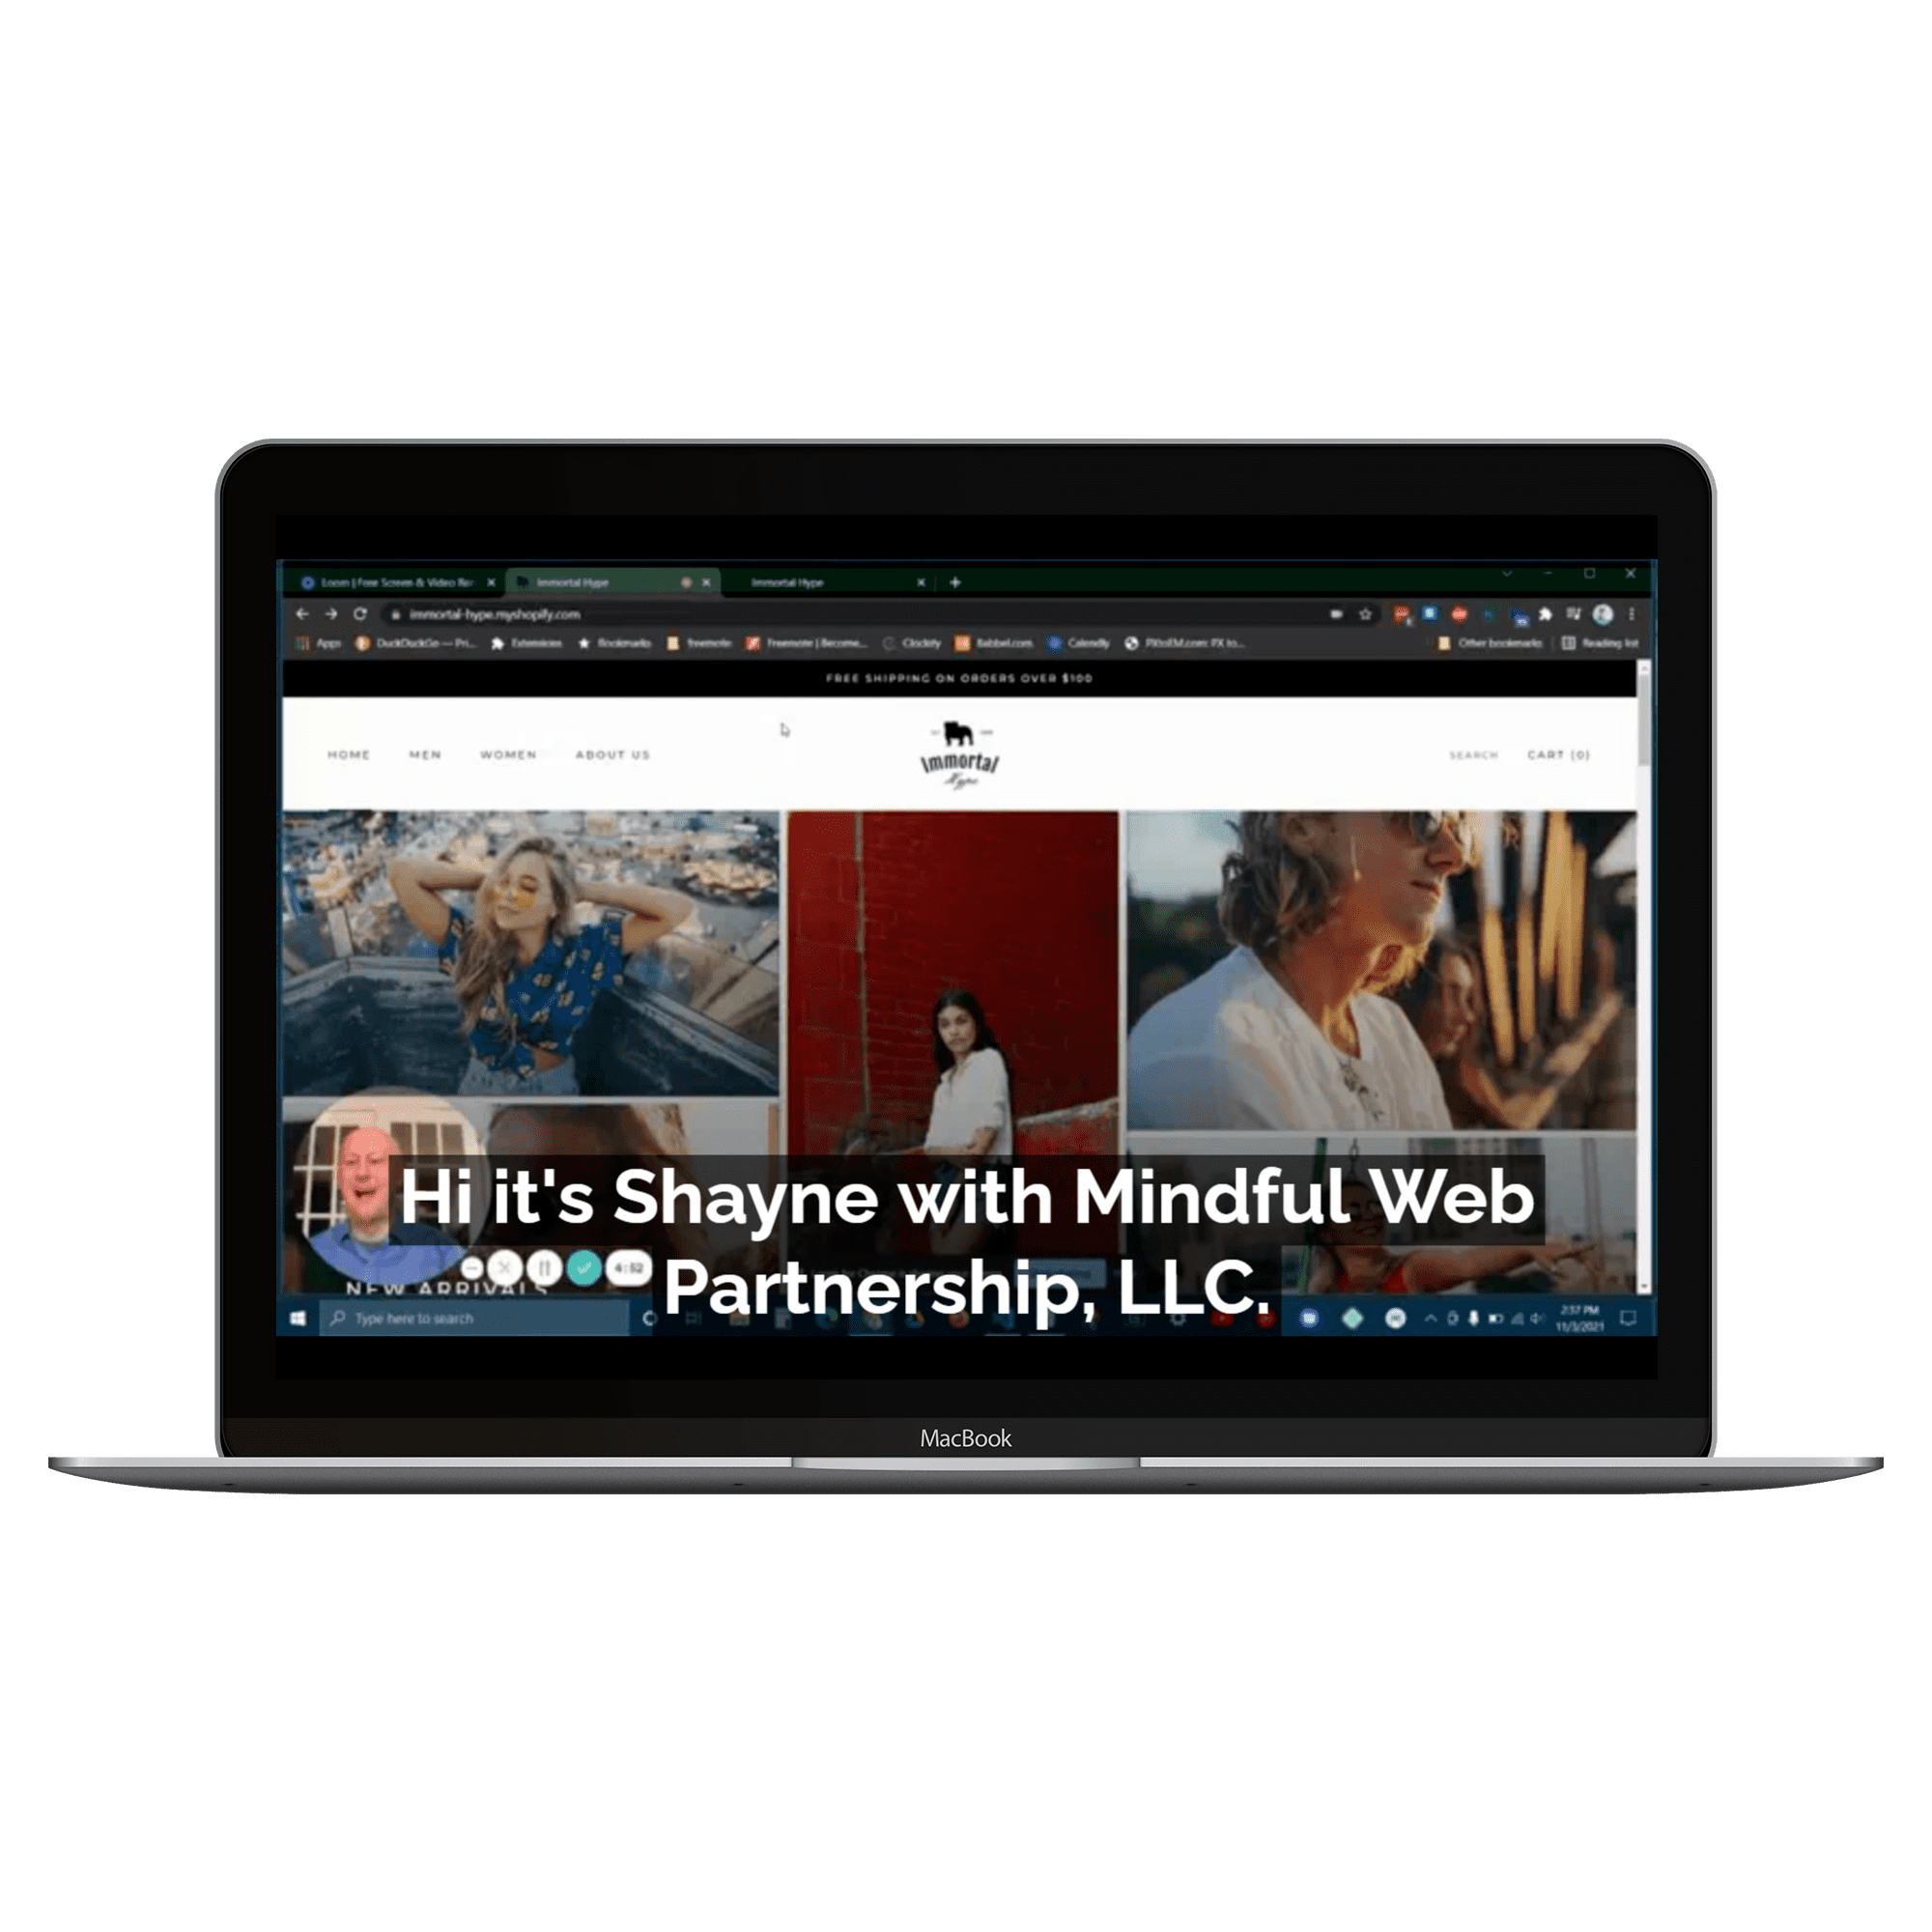 Loom | Free Screen & Video Rec
Immortal Hype
Immortal Hype
immortal-hype.myshopify.com
Apps
DuckDuckGo — Pri...
Extensions
Bookmarks
freemote
Freemote | Become...
Clockify
Babbel.com
Calendly
PXtoEM.com: PX to...
Other bookmarks
Reading list
FREE SHIPPING ON ORDERS OVER $100
HOME
MEN
WOMEN
ABOUT US
Immortal
Hype
SEARCH
CART (0)
Hi it's Shayne with Mindful Web
Partnership, LLC.
4:52
NEW ARRIVALS
Type here to search
2:37 PM
11/3/2021
MacBook